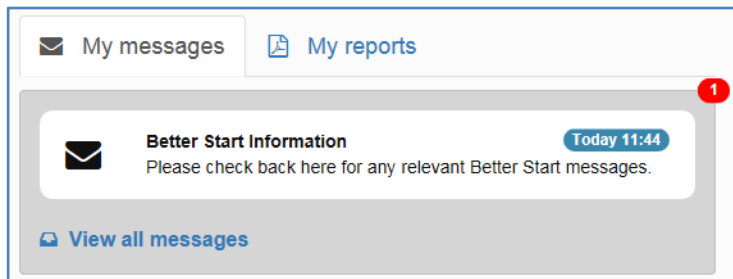 My messages
My reports
1
Better Start Information
Today 11:44
Please check back here for any relevant Better Start messages.
View all messages